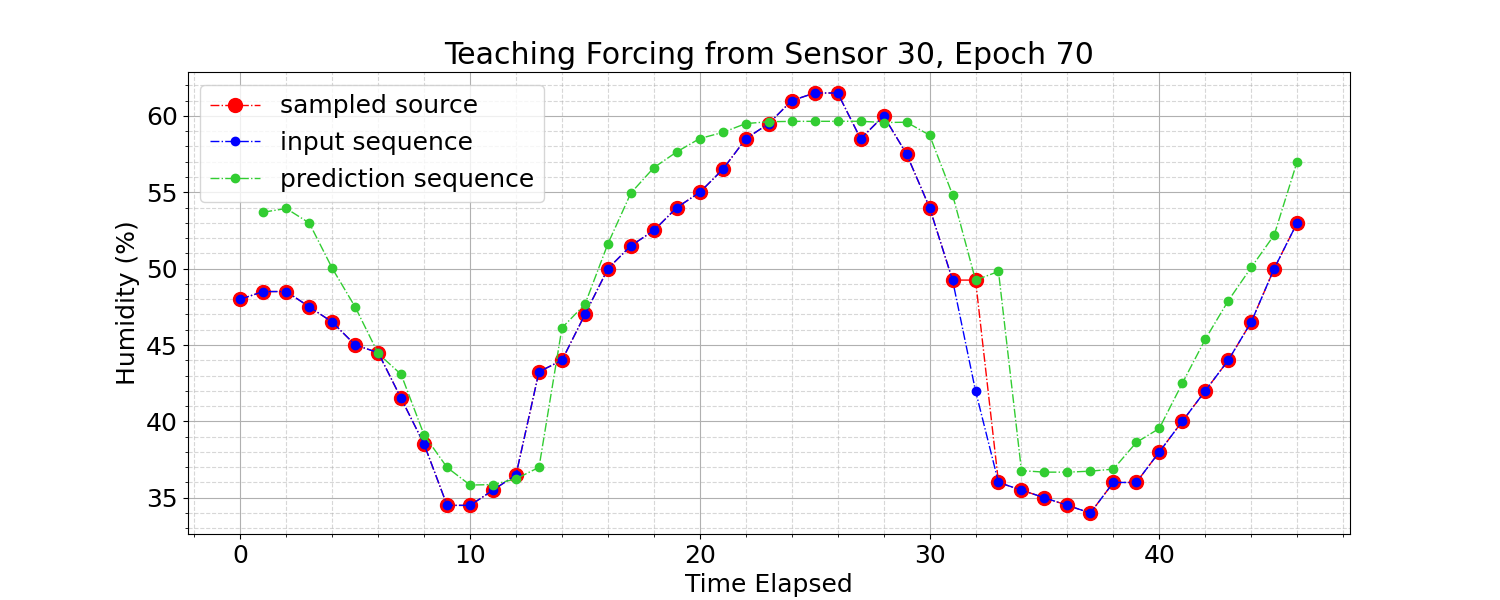 Teaching Forcing from Sensor 30, Epoch 70
sampled source
input sequence
prediction sequence
Humidity (%)
60
55
50
45
40
35
0 10 20 30 40
Time Elapsed